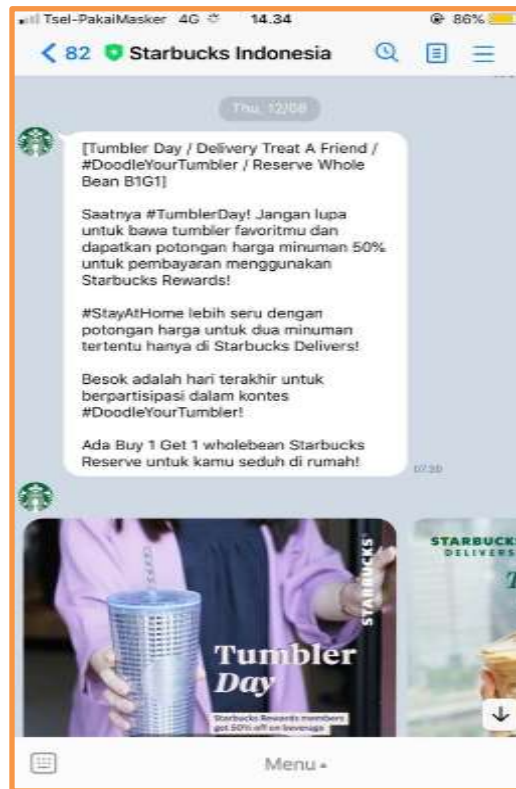 Tsel-PakaiMasker 4G 14.34 86%
82 Starbucks Indonesia
Thu, 12/08
[Tumbler Day / Delivery Treat A Friend /
#DoodleYourTumbler / Reserve Whole
Bean B1G1]
Saatnya #TumblerDay! Jangan lupa
untuk bawa tumbler favoritmu dan
dapatkan potongan harga minuman 50%
untuk pembayaran menggunakan
Starbucks Rewards!
#StayAtHome lebih seru dengan
potongan harga untuk dua minuman
tertentu hanya di Starbucks Delivers!
Besok adalah hari terakhir untuk
berpartisipasi dalam kontes
#DoodleYourTumbler!
Ada Buy 1 Get 1 wholebean Starbucks
Reserve untuk kamu seduh di rumah!
STARBUCKS
Tumbler
Day
Starbucks Rewards members
get 50% off on beverage
STARBUCKS
DELIVERS
Menu